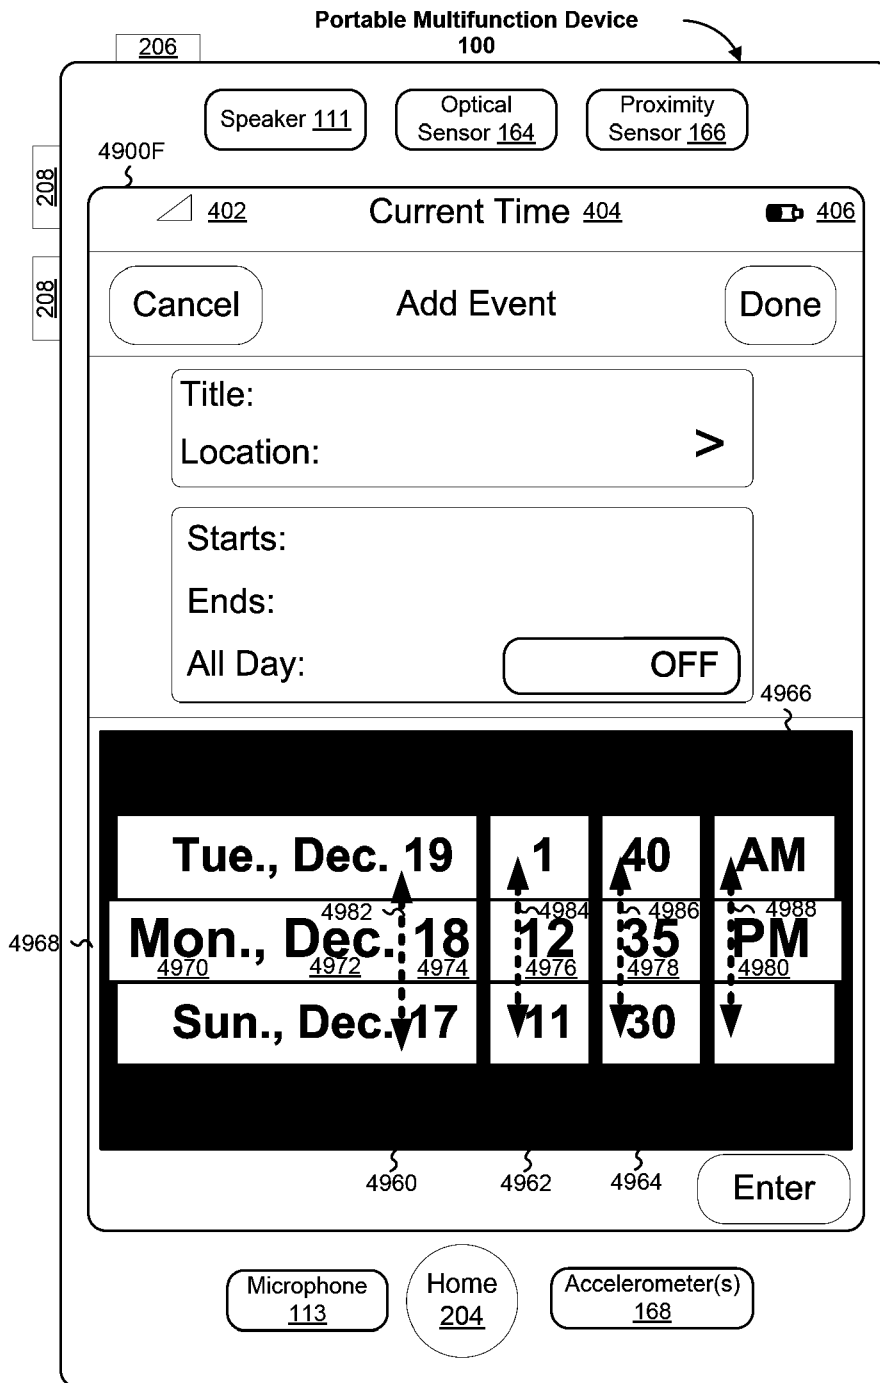 Portable Multifunction Device
100
206
Speaker 111
Optical
Sensor 164
Proximity
Sensor 166
4900F
208
402
Current Time 404
406
208
Cancel
Add Event
Done
Title:
Location:
>
Starts:
Ends:
All Day:
OFF
4966
Tue., Dec. 19
1
40
AM
4982
4984
4986
4988
4968
Mon., Dec. 18
12
35
PM
4970
4972
4974
4976
4978
4980
Sun., Dec. 17
11
30
4960
4962
4964
Enter
Microphone
113
Home
204
Accelerometer(s)
168